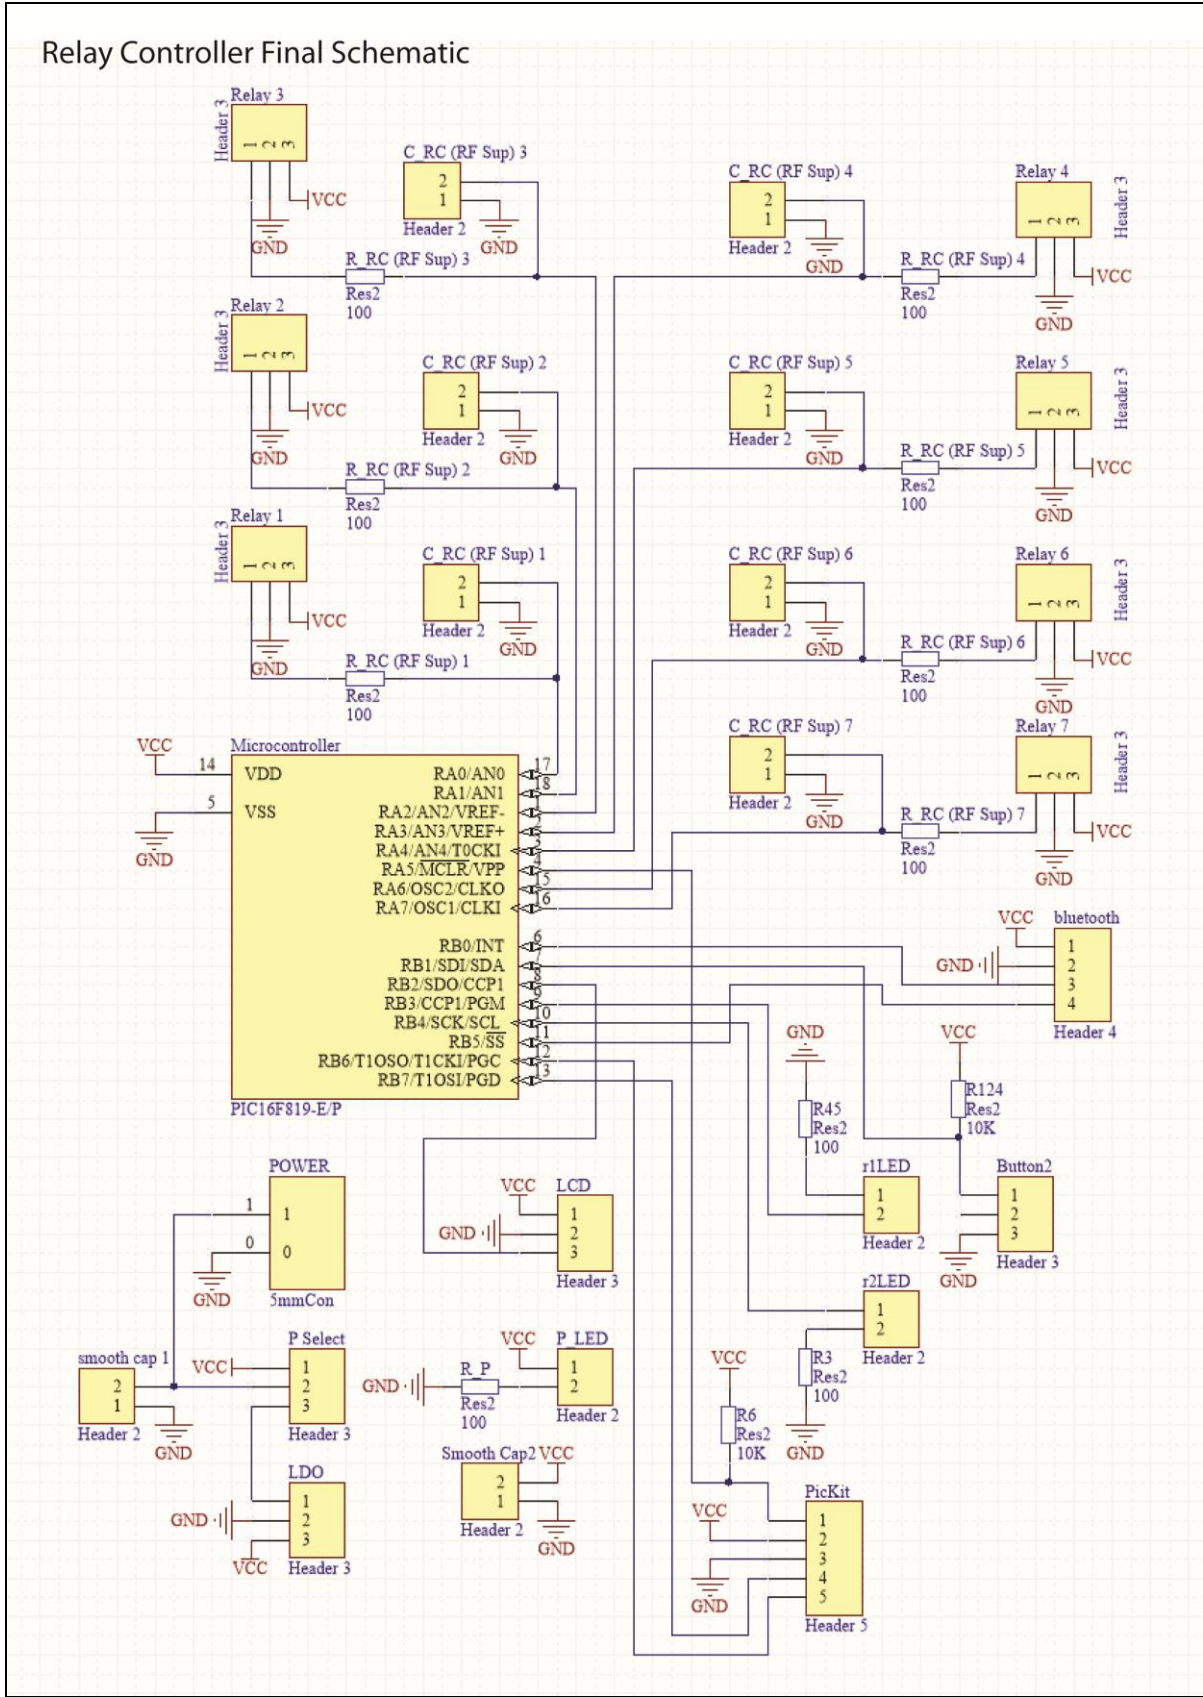 Relay Controller Final Schematic
Relay 3
Header 3
1 2 3
VCC
GND
C_RC (RF Sup) 3
2
1
Header 2
GND
R_RC (RF Sup) 3
Res2
100
Relay 2
Header 3
1 2 3
VCC
GND
C_RC (RF Sup) 2
2
1
Header 2
GND
R_RC (RF Sup) 2
Res2
100
Relay 1
Header 3
1 2 3
VCC
GND
C_RC (RF Sup) 1
2
1
Header 2
GND
R_RC (RF Sup) 1
Res2
100
C_RC (RF Sup) 4
2
1
Header 2
GND
Relay 4
Header 3
1 2 3
VCC
GND
R_RC (RF Sup) 4
Res2
100
C_RC (RF Sup) 5
2
1
Header 2
GND
Relay 5
Header 3
1 2 3
VCC
GND
R_RC (RF Sup) 5
Res2
100
C_RC (RF Sup) 6
2
1
Header 2
GND
Relay 6
Header 3
1 2 3
VCC
GND
R_RC (RF Sup) 6
Res2
100
C_RC (RF Sup) 7
2
1
Header 2
GND
Relay 7
Header 3
1 2 3
VCC
GND
R_RC (RF Sup) 7
Res2
100
Microcontroller
VCC
14 VDD
5 VSS
GND
RA0/AN0 17
RA1/AN1 18
RA2/AN2/VREF- 1
RA3/AN3/VREF+ 2
RA4/AN4/T0CKI 3
RA5/MCLR/VPP 4
RA6/OSC2/CLKO 15
RA7/OSC1/CLKI 16
RB0/INT 6
RB1/SDI/SDA 7
RB2/SDO/CCP1 8
RB3/CCP1/PGM 9
RB4/SCK/SCL 10
RB5/SS 11
RB6/T1OSO/T1CKI/PGC 12
RB7/T1OSI/PGD 13
PIC16F819-E/P
VCC
bluetooth
GND
1
2
3
4
Header 4
GND
R45
Res2
100
VCC
R124
Res2
10K
r1LED
1
2
Header 2
Button2
1
2
3
GND
Header 3
r2LED
1
2
Header 2
R3
Res2
100
GND
POWER
1 1
0 0
GND
5mmCon
VCC
LCD
GND
1
2
3
Header 3
smooth cap 1
2
1
Header 2
GND
P Select
VCC
1
2
3
Header 3
LDO
GND
1
2
3
VCC
Header 3
VCC
P_LED
1
2
Header 2
GND
R_P
Res2
100
Smooth Cap2
VCC
2
1
Header 2
GND
VCC
R6
Res2
10K
PicKit
VCC
1
2
3
4
5
GND
Header 5